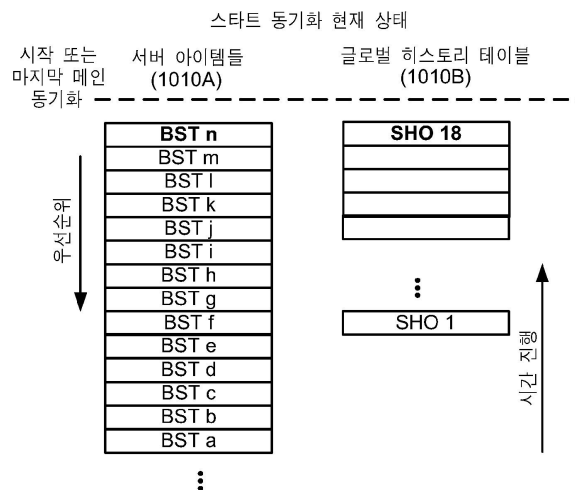 스타트 동기화 현재 상태
시작 또는
마지막 메인
동기화
서버 아이템들
(1010A)
글로벌 히스토리 테이블
(1010B)
우선순위
BST n
BST m
BST l
BST k
BST j
BST i
BST h
BST g
BST f
BST e
BST d
BST c
BST b
BST a
SHO 18
SHO 1
시간 진행